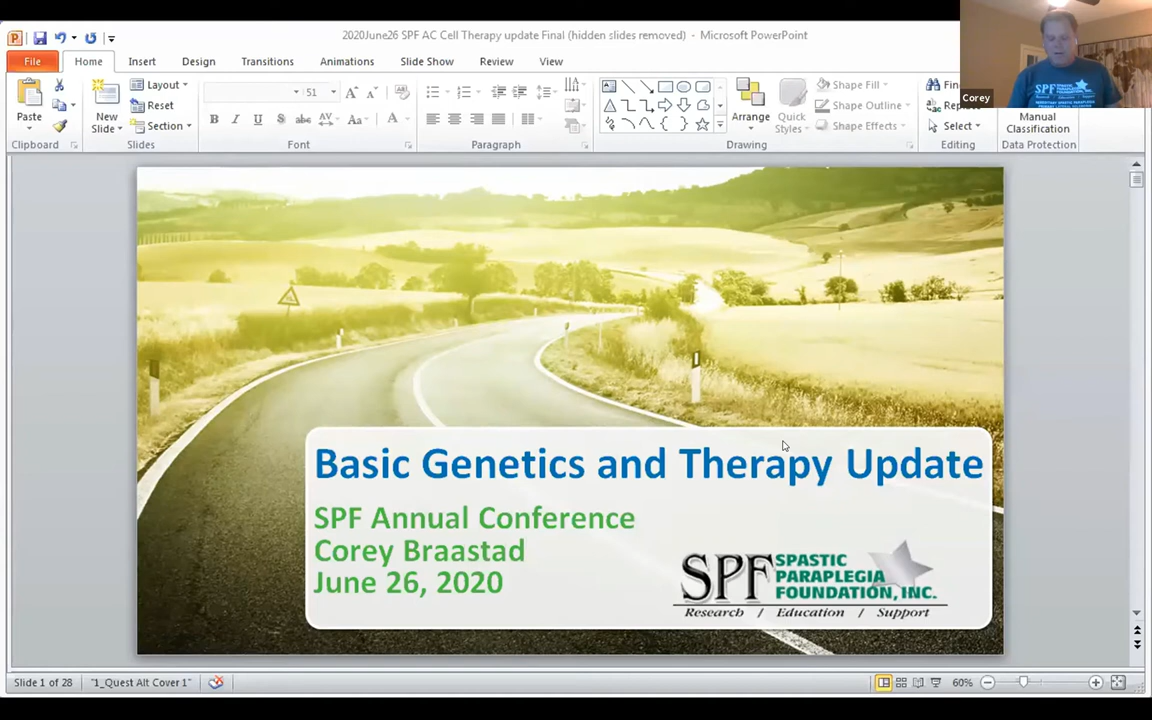 2020June26 SPF AC Cell Therapy update Final (hidden slides removed) - Microsoft PowerPoint
File Home Insert Design Transitions Animations Slide Show Review View
Paste
Clipboard
New
Slide
Layout
Reset
Section
Slides
51
Font
Paragraph
Arrange
Quick
Styles
Shape Fill
Shape Outline
Shape Effects
Drawing
Select
Editing
Manual
Classification
Data Protection
SPF
Corey
Basic Genetics and Therapy Update
SPF Annual Conference
Corey Braastad
June 26, 2020
SPF SPASTIC
PARAPLEGIA
FOUNDATION, INC.
Research / Education / Support
Slide 1 of 28 "1_Quest Alt Cover 1" 60%